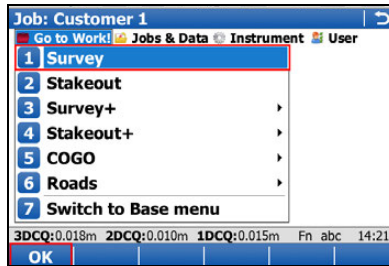 Job: Customer 1
Go to Work! Jobs & Data Instrument User
1 Survey
2 Stakeout
3 Survey+
4 Stakeout+
5 COGO
6 Roads
7 Switch to Base menu
3DCQ:0.018m 2DCQ:0.010m 1DCQ:0.015m Fn abc 14:21
OK